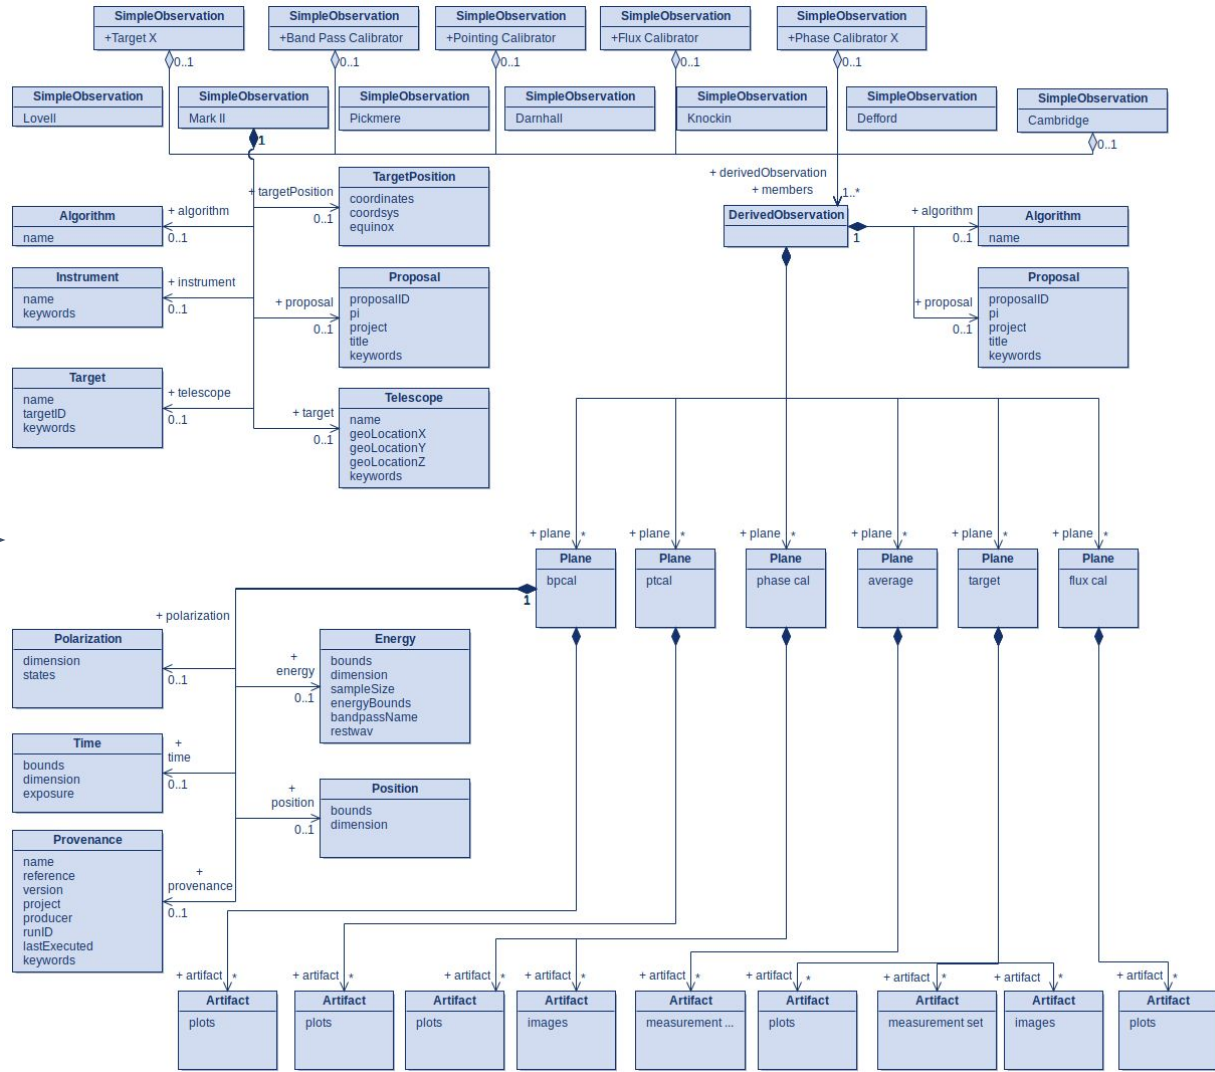 SimpleObservation
+Target X
SimpleObservation
+Band Pass Calibrator
SimpleObservation
+Pointing Calibrator
SimpleObservation
+Flux Calibrator
SimpleObservation
+Phase Calibrator X
0..1
0..1
0..1
0..1
0..1
SimpleObservation
Lovell
SimpleObservation
Mark II
SimpleObservation
Pickmere
SimpleObservation
Darnhall
SimpleObservation
Knockin
SimpleObservation
Defford
SimpleObservation
Cambridge
1
0..1
+ derivedObservation
+ members
1..*
+ targetPosition
0..1
TargetPosition
coordinates
coordsys
equinox
+ algorithm
0..1
Algorithm
name
DerivedObservation
1
+ algorithm
0..1
Algorithm
name
Instrument
name
keywords
+ instrument
0..1
+ proposal
0..1
Proposal
proposalID
pi
project
title
keywords
+ proposal
0..1
Proposal
proposalID
pi
project
title
keywords
Target
name
targetID
keywords
+ telescope
0..1
+ target
0..1
Telescope
name
geoLocationX
geoLocationY
geoLocationZ
keywords
+ plane *
+ plane *
+ plane *
+ plane *
+ plane *
+ plane *
Plane
bpcal
Plane
ptcal
Plane
phase cal
Plane
average
Plane
target
Plane
flux cal
1
+ polarization
0..1
Polarization
dimension
states
+
energy
0..1
Energy
bounds
dimension
sampleSize
energyBounds
bandpassName
restwav
Time
bounds
dimension
exposure
+
time
0..1
+
position
0..1
Position
bounds
dimension
Provenance
name
reference
version
project
producer
runID
lastExecuted
keywords
+
provenance
0..1
+ artifact *
+ artifact *
+ artifact *
+ artifact *
+ artifact *
+ artifact *
+ artifact *
+ artifact *
+ artifact *
Artifact
plots
Artifact
plots
Artifact
plots
Artifact
images
Artifact
measurement ...
Artifact
plots
Artifact
measurement set
Artifact
images
Artifact
plots